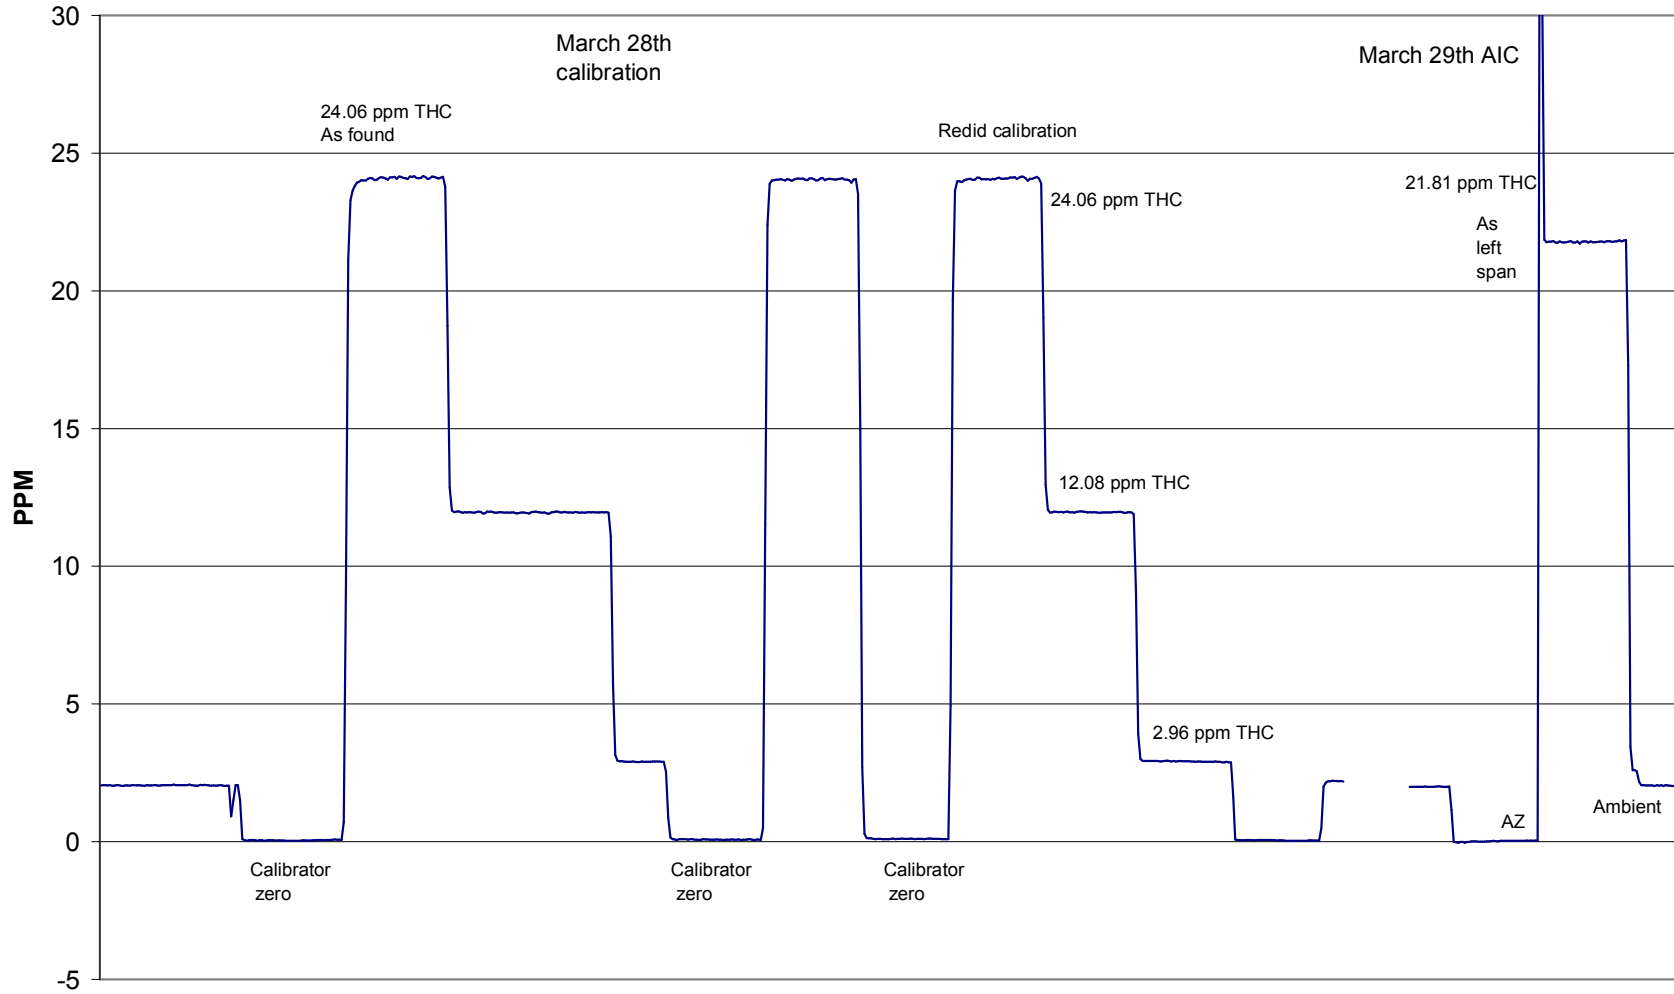 30
March 28th
calibration
March 29th AIC
24.06 ppm THC
As found
Redid calibration
25
21.81 ppm THC
24.06 ppm THC
As
left
span
20
15
PPM
12.08 ppm THC
10
5
2.96 ppm THC
Ambient
AZ
0
Calibrator
zero
Calibrator
zero
Calibrator
zero
-5